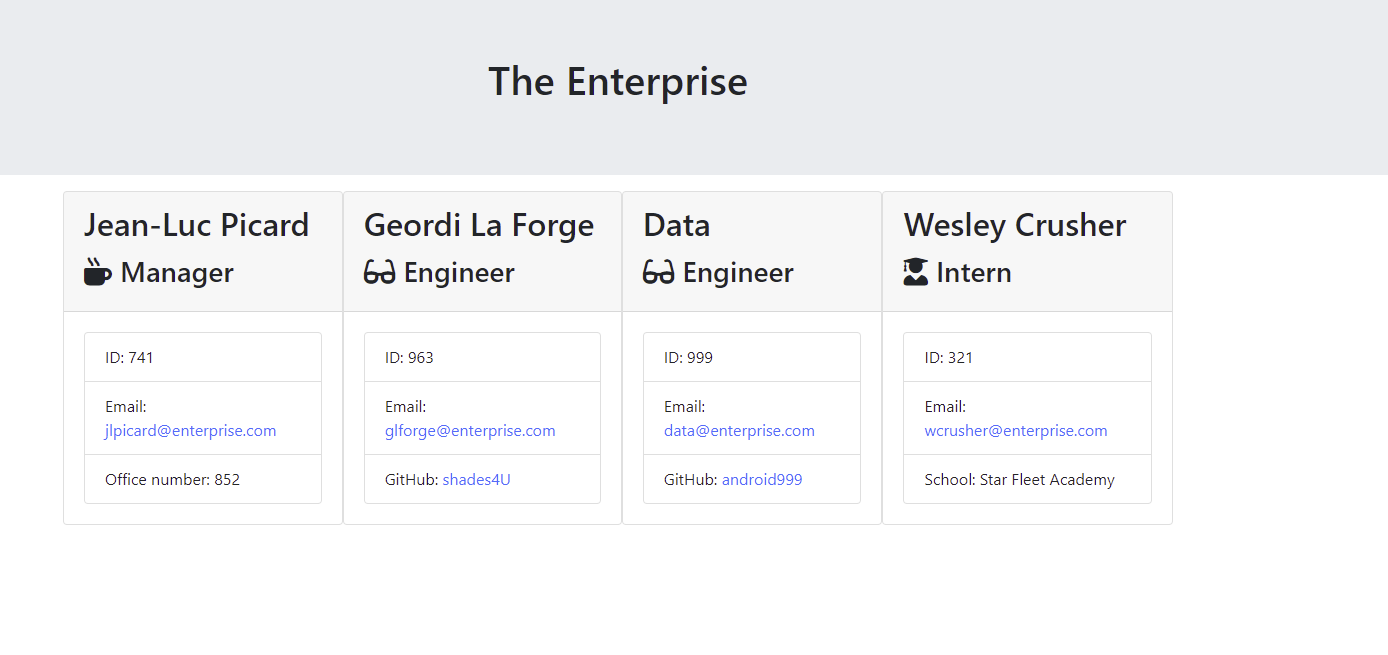 The Enterprise
Jean-Luc Picard
Manager
ID: 741
Email:
jlpicard@enterprise.com
Office number: 852
Geordi La Forge
Engineer
ID: 963
Email:
glforge@enterprise.com
GitHub: shades4U
Data
Engineer
ID: 999
Email:
data@enterprise.com
GitHub: android999
Wesley Crusher
Intern
ID: 321
Email:
wcrusher@enterprise.com
School: Star Fleet Academy